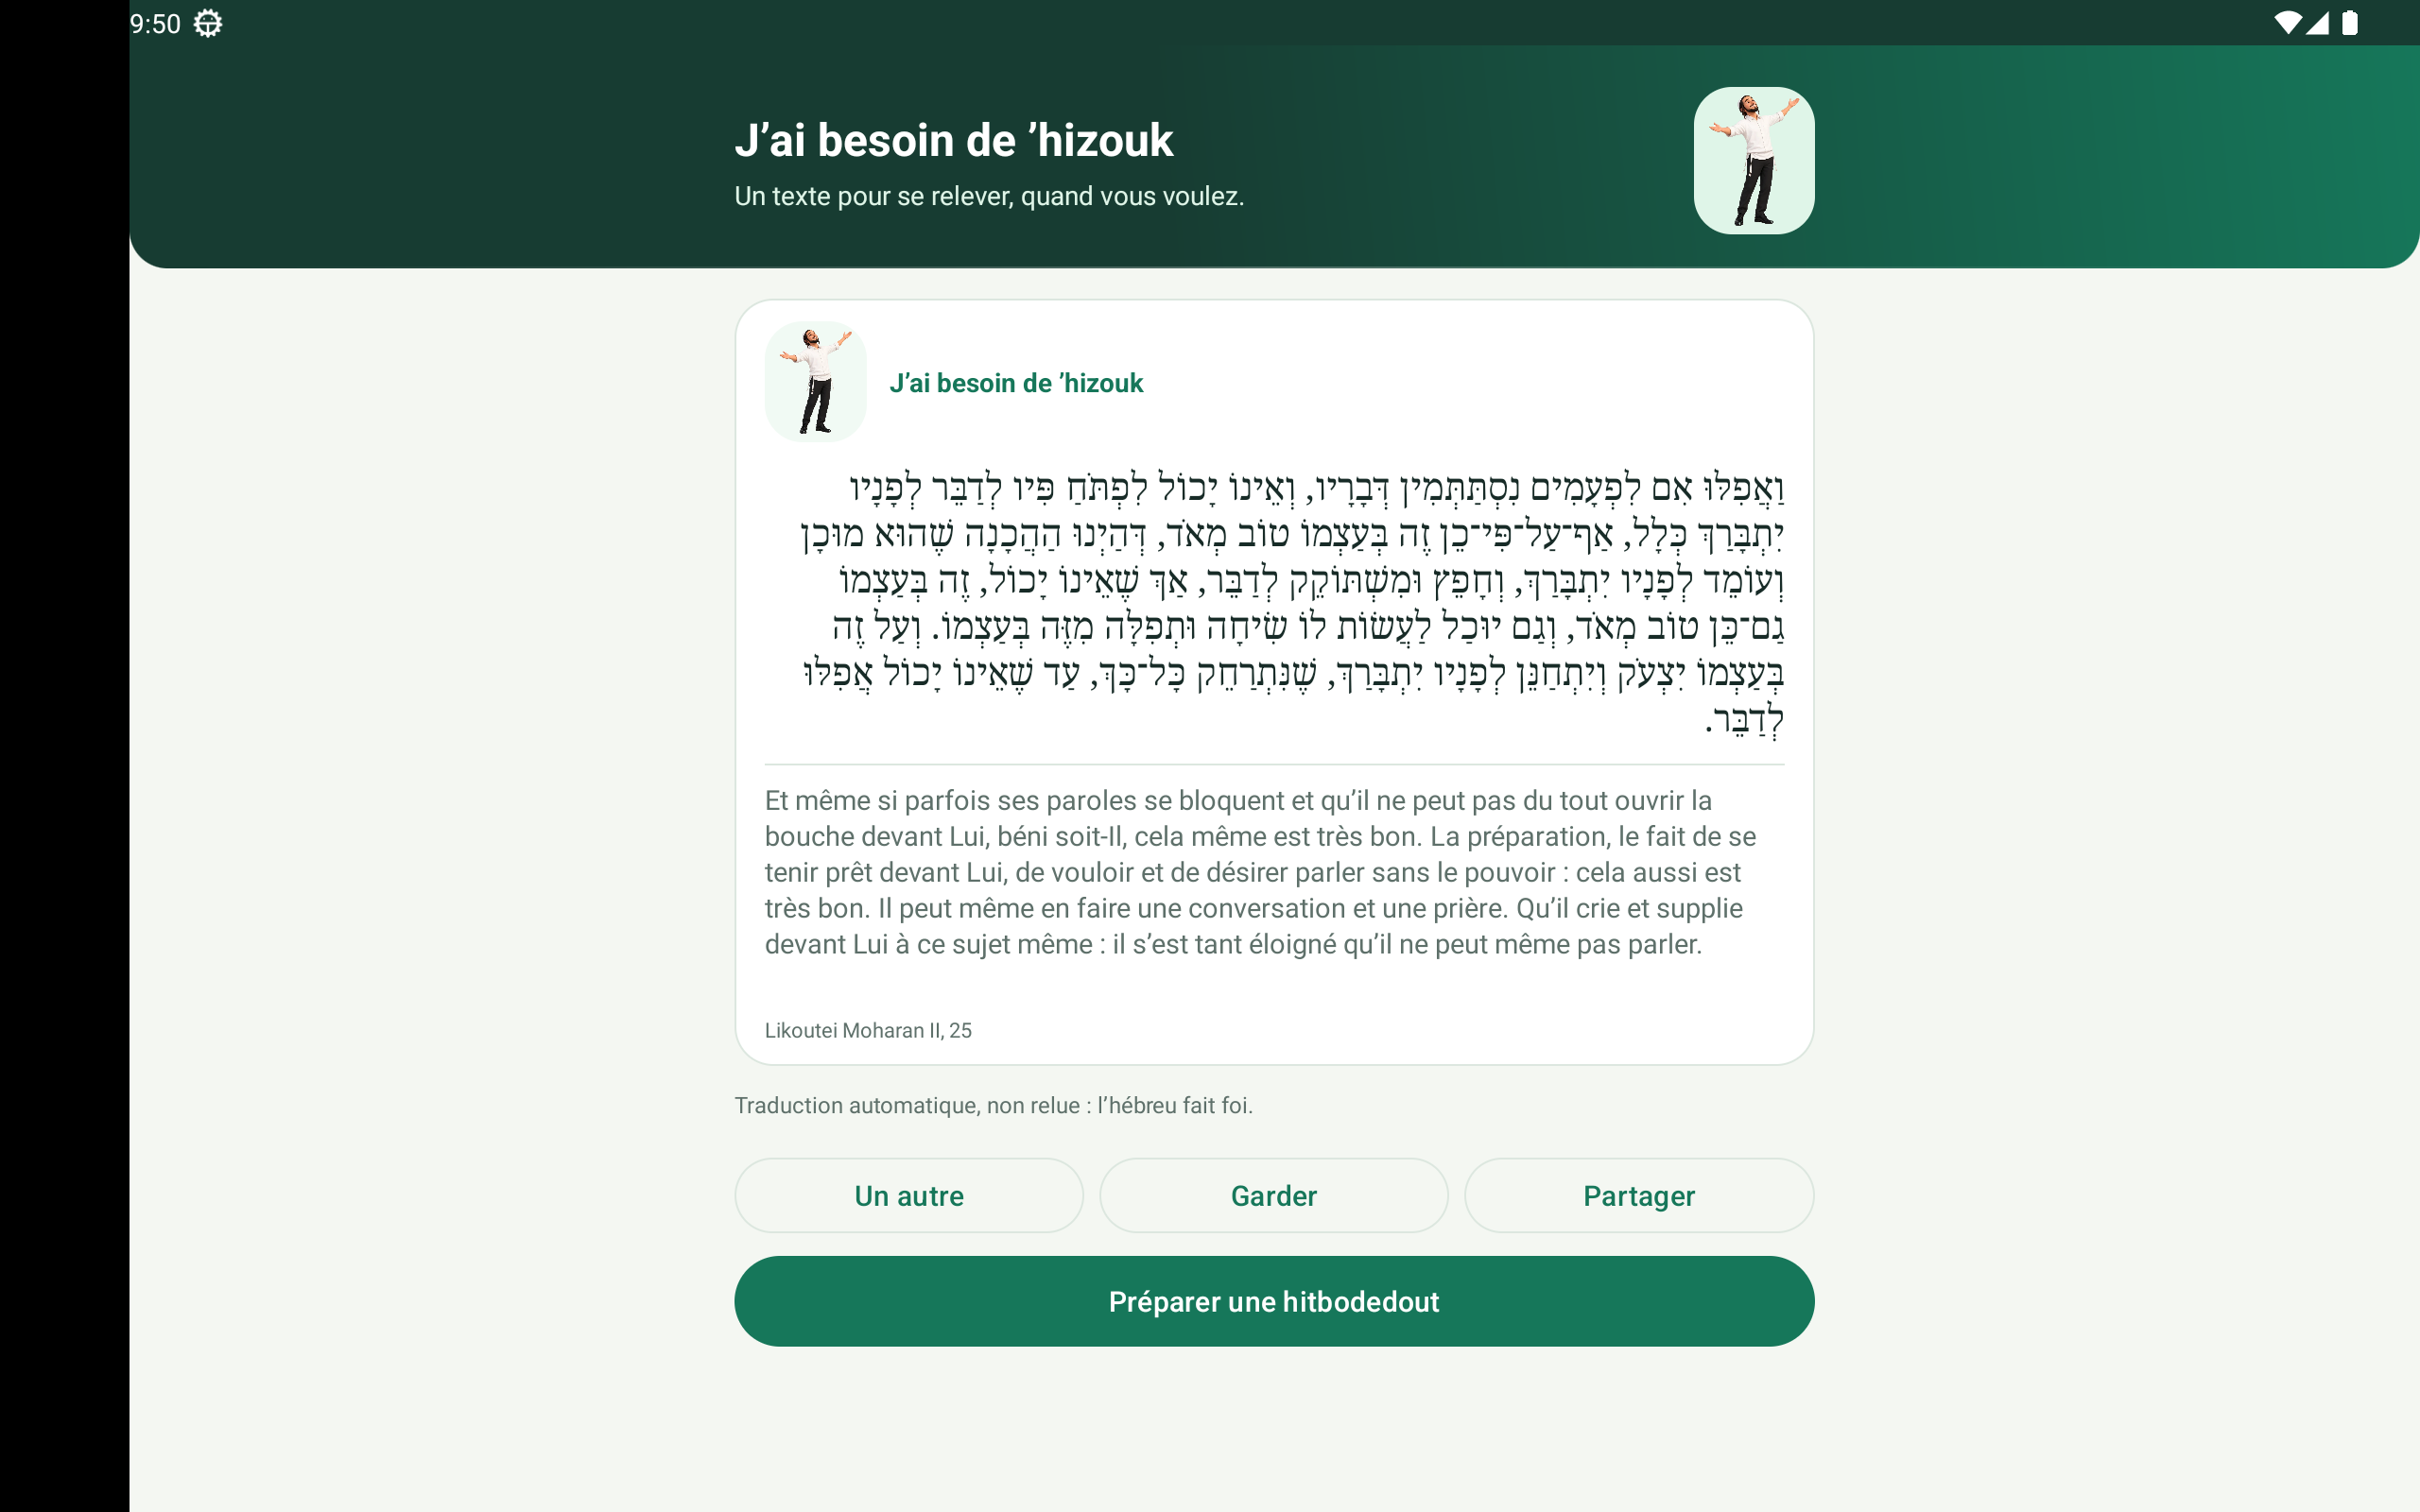 9:50
J’ai besoin de ’hizouk
Un texte pour se relever, quand vous voulez.
J’ai besoin de ’hizouk
וַאֲפִלּוּ אִם לִפְעָמִים נִסְתַּתְּמִין דְּבָרָיו, וְאֵינוֹ יָכוֹל לִפְתֹּחַ פִּיו לְדַבֵּר לְפָנָיו
יִתְבָּרַךְ כְּלָל, אַף־עַל־פִּי־כֵן זֶה בְּעַצְמוֹ טוֹב מְאֹד, דְּהַיְנוּ הַהֲכָנָה שֶׁהוּא מוּכָן
וְעוֹמֵד לְפָנָיו יִתְבָּרַךְ, וְחָפֵץ וּמִשְׁתּוֹקֵק לְדַבֵּר, אַךְ שֶׁאֵינוֹ יָכוֹל, זֶה בְּעַצְמוֹ
גַם־כֵּן טוֹב מְאֹד, וְגַם יוּכַל לַעֲשׂוֹת לוֹ שִׂיחָה וּתְפִלָּה מִזֶּה בְּעַצְמוֹ. וְעַל זֶה
בְּעַצְמוֹ יִצְעֹק וְיִתְחַנֵּן לְפָנָיו יִתְבָּרַךְ, שֶׁנִּתְרַחֵק כָּל־כָּךְ, עַד שֶׁאֵינוֹ יָכוֹל אֲפִלּוּ
לְדַבֵּר.
Et même si parfois ses paroles se bloquent et qu’il ne peut pas du tout ouvrir la
bouche devant Lui, béni soit-Il, cela même est très bon. La préparation, le fait de se
tenir prêt devant Lui, de vouloir et de désirer parler sans le pouvoir : cela aussi est
très bon. Il peut même en faire une conversation et une prière. Qu’il crie et supplie
devant Lui à ce sujet même : il s’est tant éloigné qu’il ne peut même pas parler.
Likoutei Moharan II, 25
Traduction automatique, non relue : l’hébreu fait foi.
Un autre
Garder
Partager
Préparer une hitbodedout